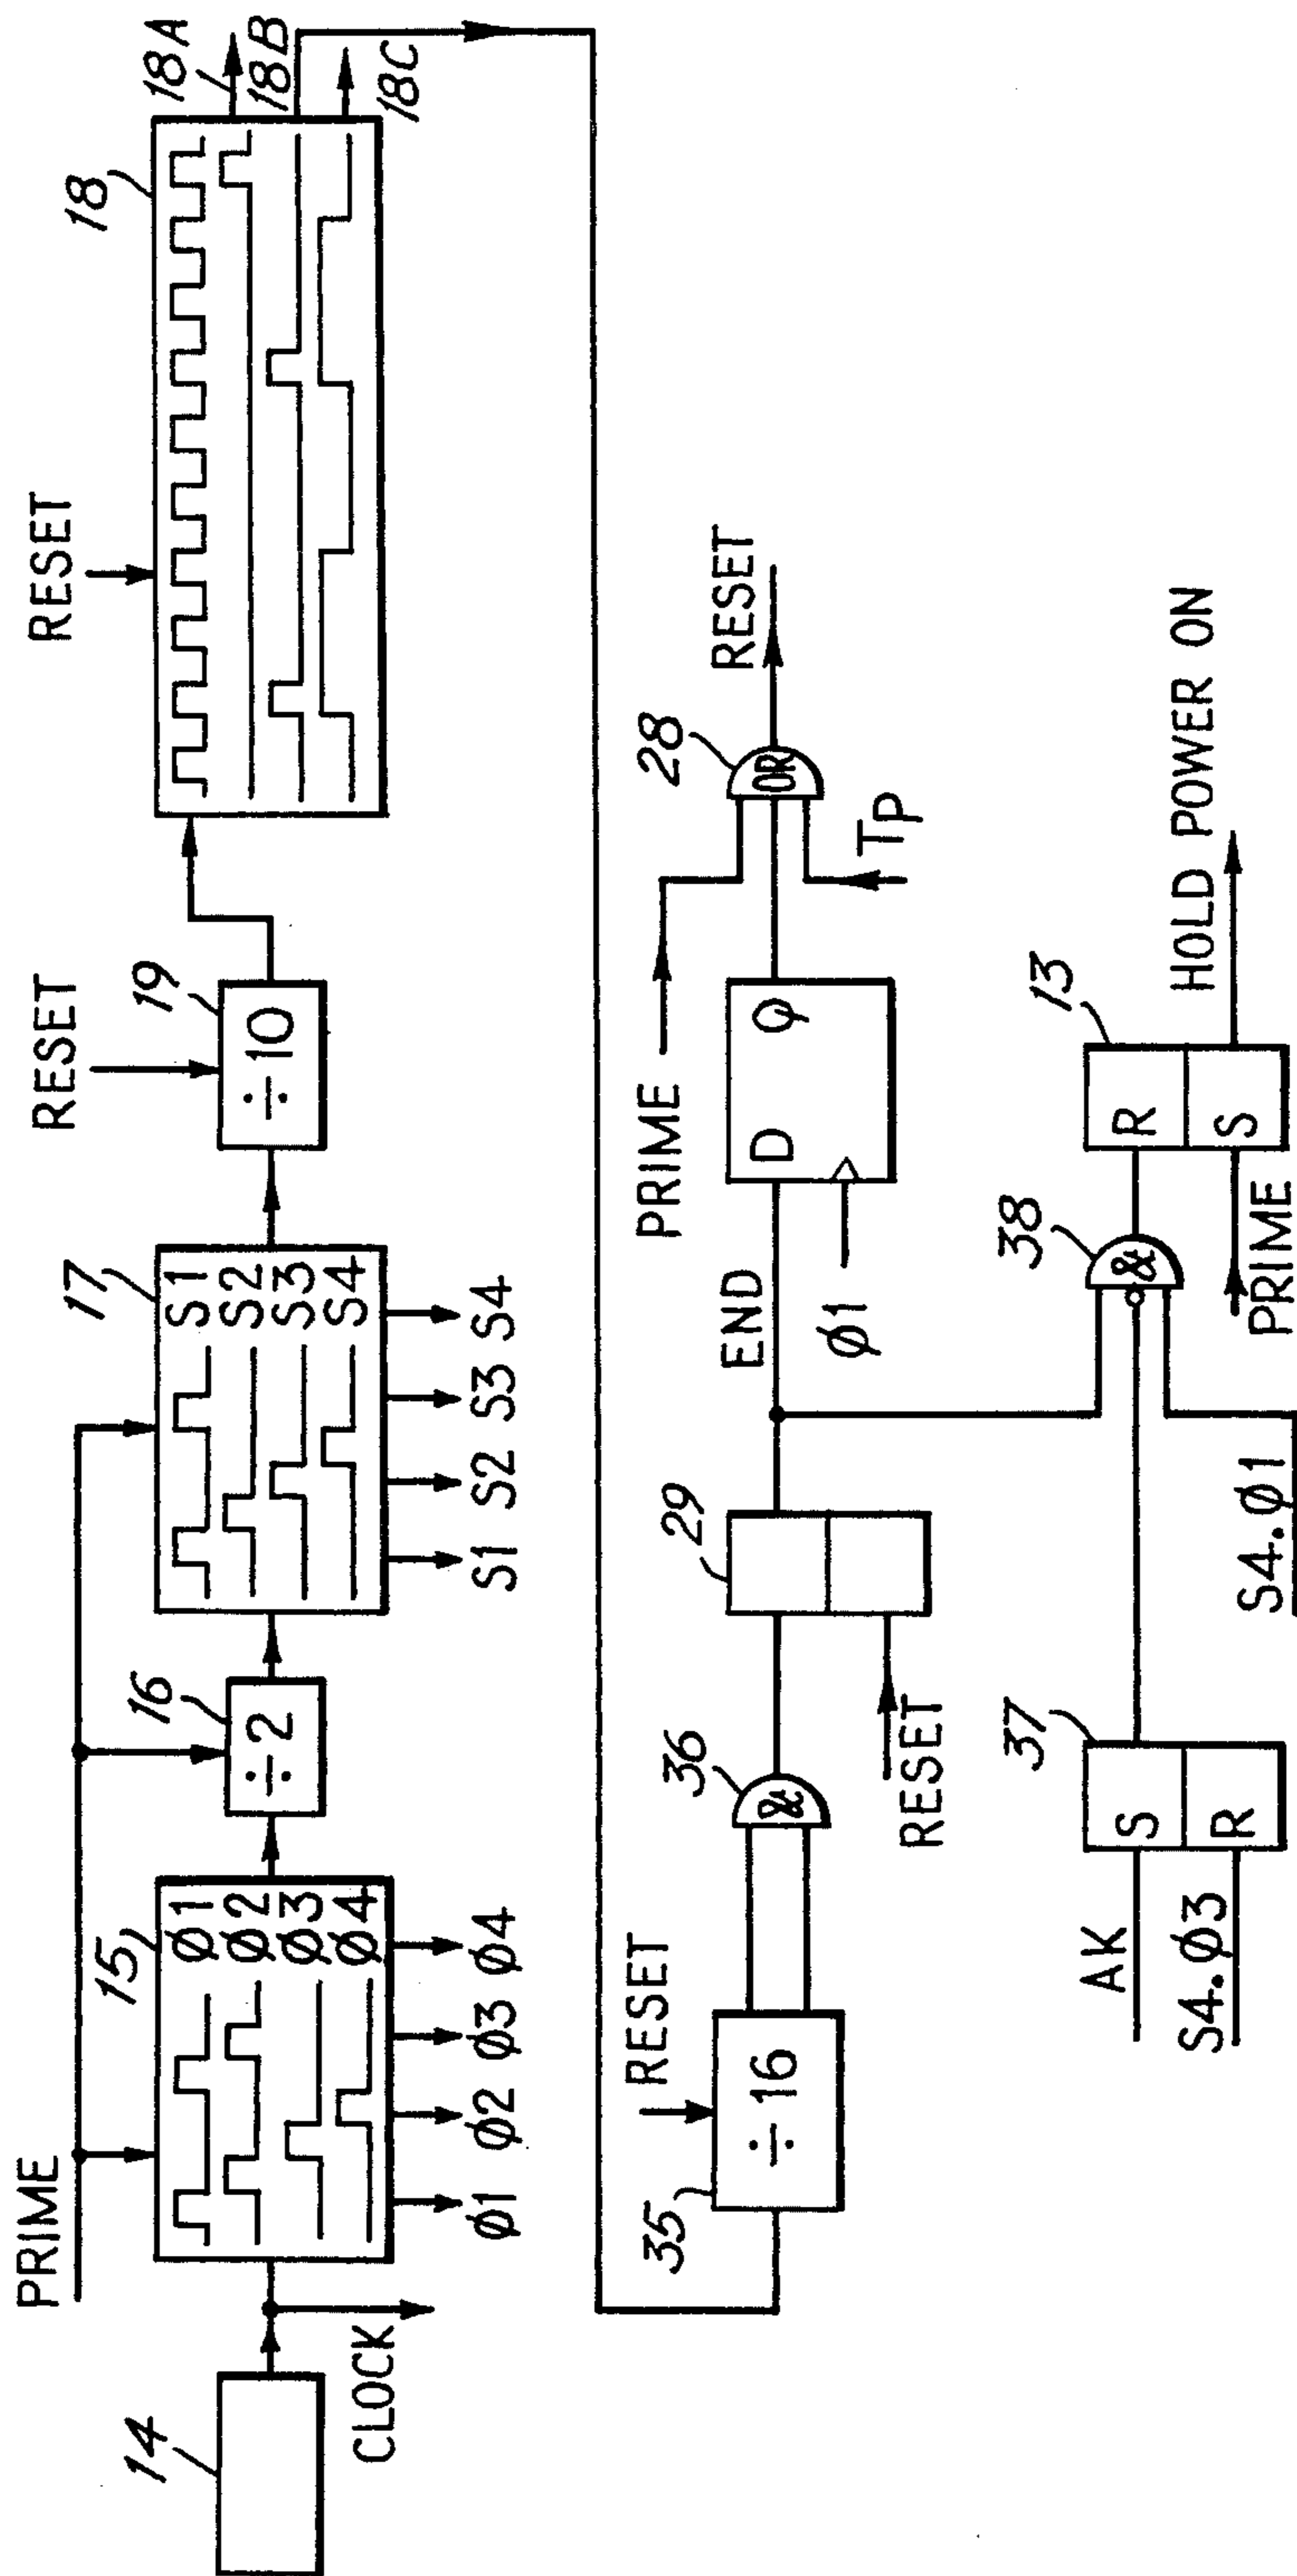 PRIME
RESET
RESET
14
15
16
17
19
18
18A
18B
18C
CLOCK
Ø1
Ø2
Ø3
Ø4
÷2
S1
S2
S3
S4
÷10
Ø1 Ø2 Ø3 Ø4
S1 S2 S3 S4
RESET
35
÷16
36
&
RESET
29
END
PRIME
D Q
Ø1
28
OR
T̅p
RESET
AK
S4.Ø3
37
S
R
S4.Ø1
38
&
PRIME
13
R
S
HOLD POWER ON